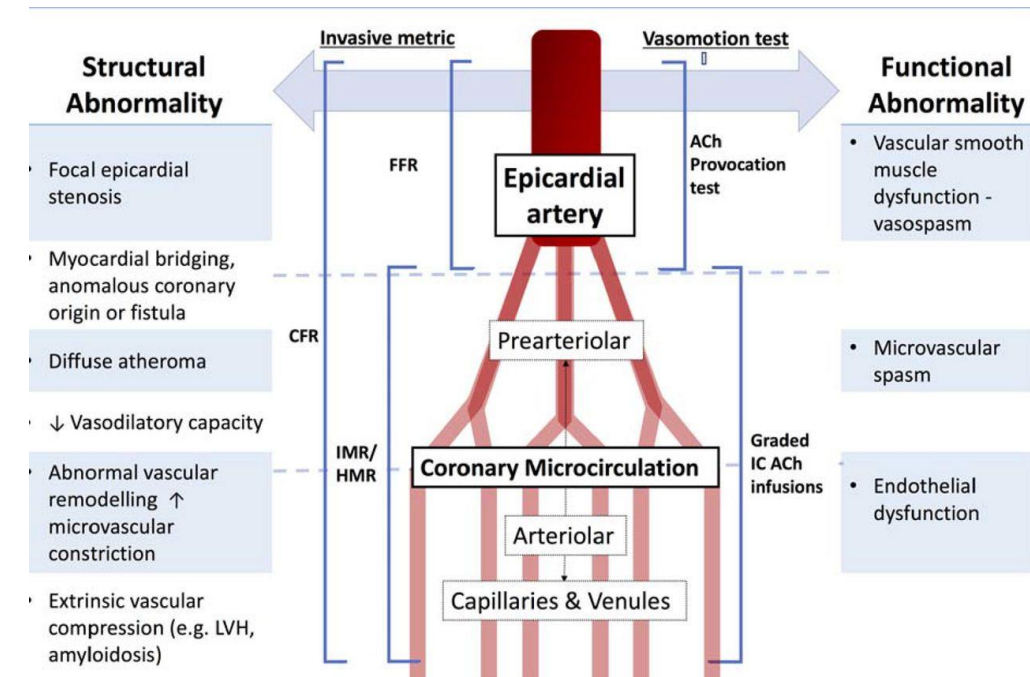 Invasive metric
Vasomotion test
Structural
Abnormality
Functional
Abnormality
• Focal epicardial
stenosis
• Myocardial bridging,
anomalous coronary
origin or fistula
• Diffuse atheroma
• ↓ Vasodilatory capacity
• Abnormal vascular
remodelling ↑
microvascular
constriction
• Extrinsic vascular
compression (e.g. LVH,
amyloidosis)
CFR
FFR
IMR/
HMR
Epicardial
artery
Prearteriolar
Coronary Microcirculation
Arteriolar
Capillaries & Venules
ACh
Provocation
test
Graded
IC ACh
infusions
• Vascular smooth
muscle
dysfunction -
vasospasm
• Microvascular
spasm
• Endothelial
dysfunction